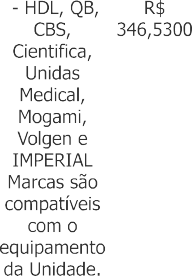 - HDL, QB,
CBS,
Cientifica,
Unidas
Medical,
Mogami,
Volgen e
IMPERIAL
Marcas são
compatíveis
com o
equipamento
da Unidade.
R$
346,5300